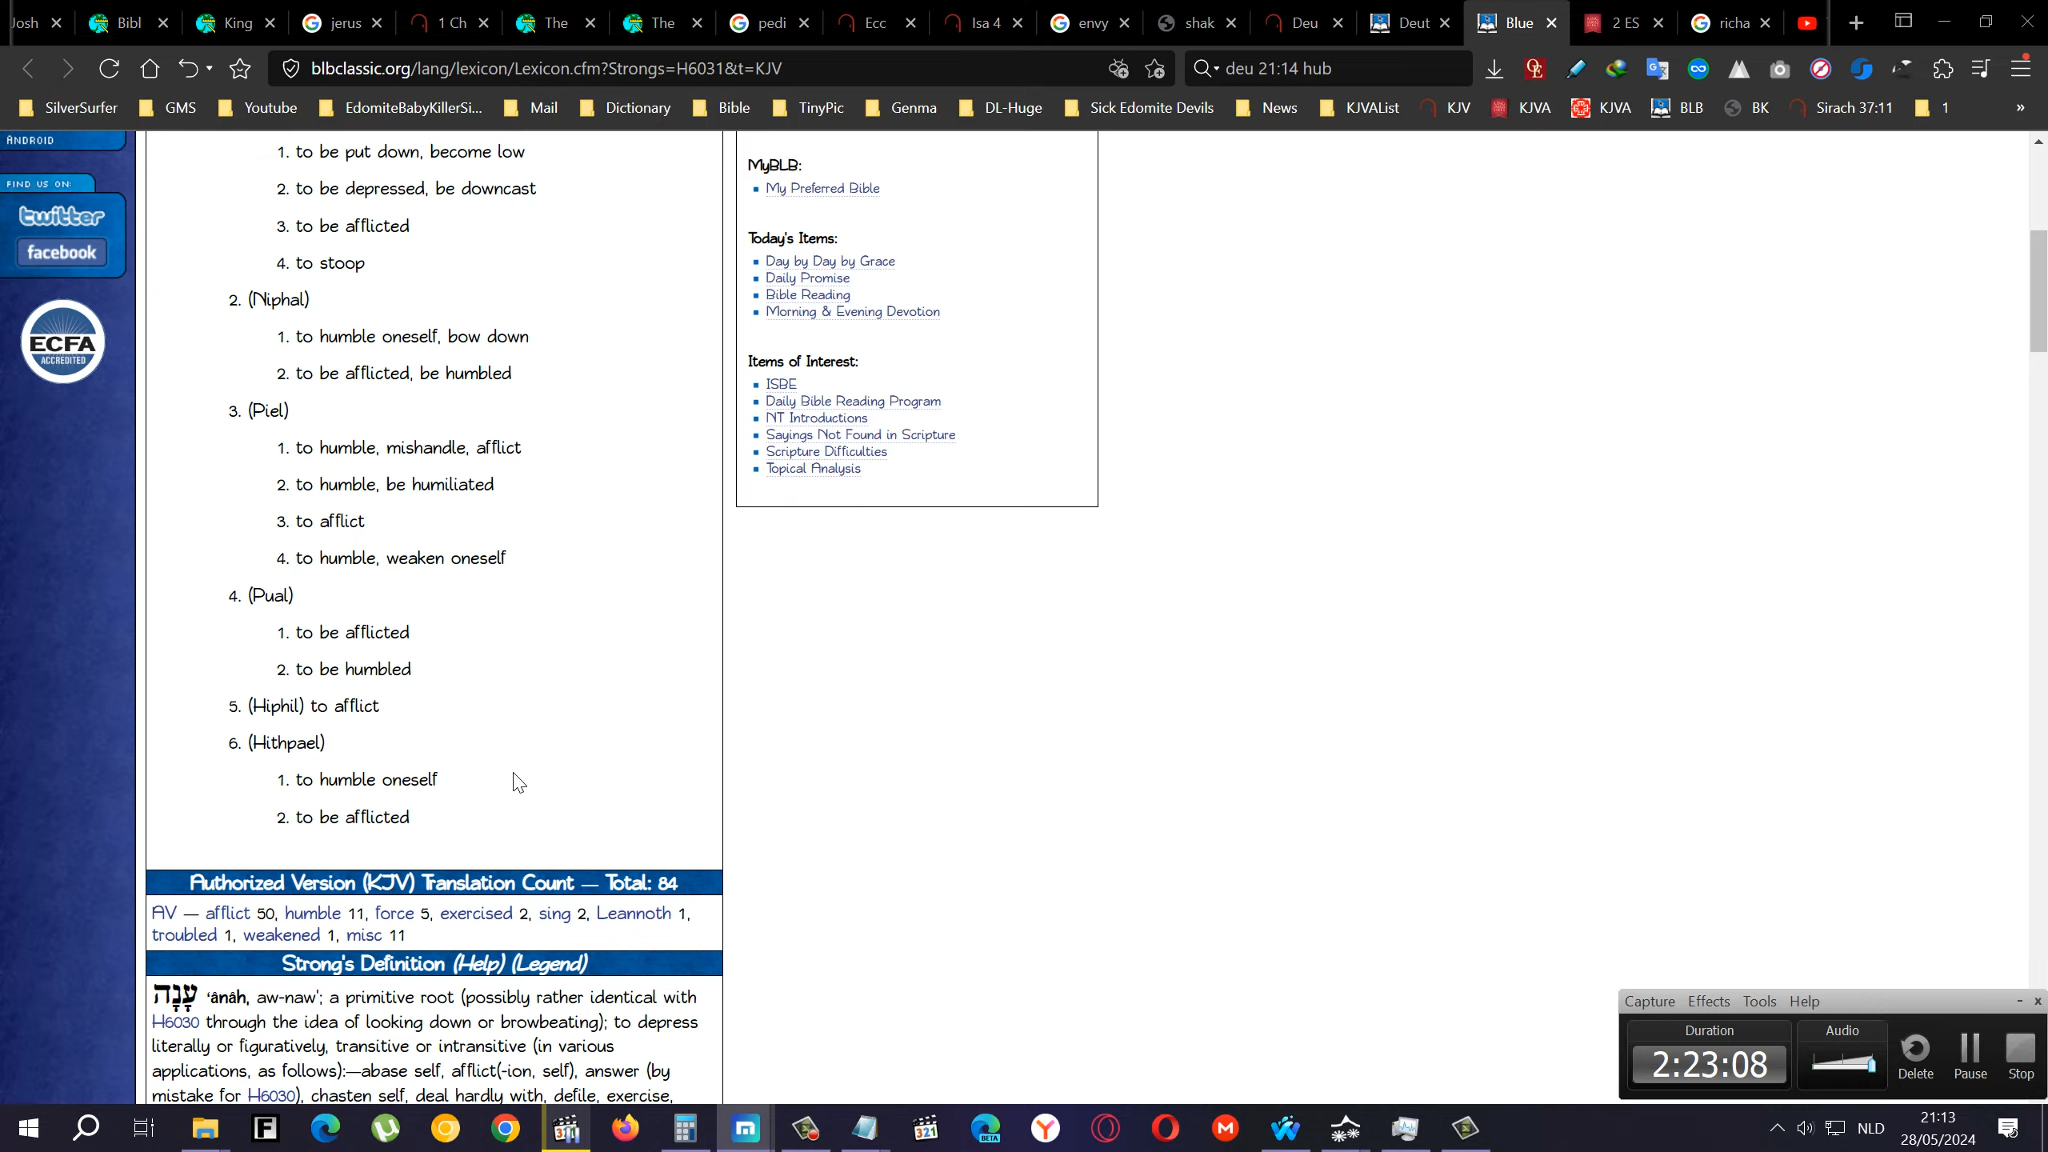 Josh
Bibl
King
jerus
1 Ch
The
The
pedi
Ecc
Isa 4
envy
shak
Deu
Deut
Blue
2 ES
richa
blbclassic.org/lang/lexicon/Lexicon.cfm?Strongs=H6031&t=KJV
deu 21:14 hub
SilverSurfer
GMS
Youtube
EdomiteBabyKillerSi...
Mail
Dictionary
Bible
TinyPic
Genma
DL-Huge
Sick Edomite Devils
News
KJVAList
KJV
KJVA
KJVA
BLB
BK
Sirach 37:11
1
»
ANDROID
FIND US ON:
twitter
facebook
ECFA
ACCREDITED
1. to be put down, become low
2. to be depressed, be downcast
3. to be afflicted
4. to stoop
2. (Niphal)
1. to humble oneself, bow down
2. to be afflicted, be humbled
3. (Piel)
1. to humble, mishandle, afflict
2. to humble, be humiliated
3. to afflict
4. to humble, weaken oneself
4. (Pual)
1. to be afflicted
2. to be humbled
5. (Hiphil) to afflict
6. (Hithpael)
1. to humble oneself
2. to be afflicted
Authorized Version (KJV) Translation Count — Total: 84
AV — afflict 50, humble 11, force 5, exercised 2, sing 2, Leannoth 1,
troubled 1, weakened 1, misc 11
Strong's Definition (Help) (Legend)
עָנָה ʻânâh, aw-naw'; a primitive root (possibly rather identical with
H6030 through the idea of looking down or browbeating); to depress
literally or figuratively, transitive or intransitive (in various
applications, as follows):—abase self, afflict(-ion, self), answer (by
mistake for H6030), chasten self, deal hardly with, defile, exercise,
MyBLB:
My Preferred Bible
Today's Items:
Day by Day by Grace
Daily Promise
Bible Reading
Morning & Evening Devotion
Items of Interest:
ISBE
Daily Bible Reading Program
NT Introductions
Sayings Not Found in Scripture
Scripture Difficulties
Topical Analysis
Capture Effects Tools Help
Duration
2:23:08
Audio
Delete
Pause
Stop
321
BETA
NLD
21:13
28/05/2024